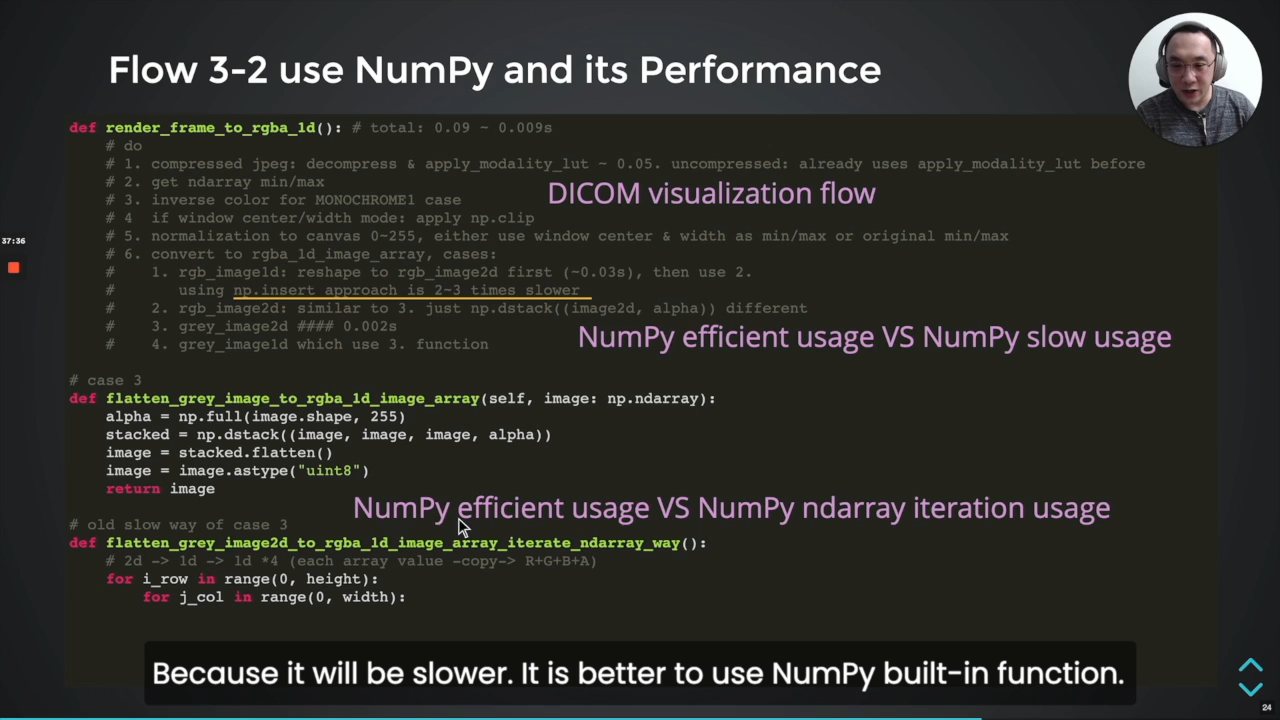 Flow 3-2 use NumPy and its Performance
def render_frame_to_rgba_1d(): # total: 0.09 ~ 0.009s
# do
# 1. compressed jpeg: decompress & apply_modality_lut ~ 0.05. uncompressed: already uses apply_modality_lut before
# 2. get ndarray min/max
DICOM visualization flow
# 3. inverse color for MONOCHROME1 case
# 4  if window center/width mode: apply np.clip
37:36
# 5. normalization to canvas 0~255, either use window center & width as min/max or original min/max
# 6. convert to rgba_1d_image_array, cases:
#    1. rgb_image1d: reshape to rgb_image2d first (~0.03s), then use 2.
#       using np.insert approach is 2-3 times slower
#    2. rgb_image2d: similar to 3. just np.dstack((image2d, alpha)) different
#    3. grey_image2d #### 0.002s
NumPy efficient usage VS NumPy slow usage
#    4. grey_image1d which use 3. function
# case 3
def flatten_grey_image_to_rgba_1d_image_array(self, image: np.ndarray):
alpha = np.full(image.shape, 255)
stacked = np.dstack((image, image, image, alpha))
image = stacked.flatten()
image = image.astype("uint8")
return image
NumPy efficient usage VS NumPy ndarray iteration usage
# old slow way of case 3
def flatten_grey_image2d_to_rgba_1d_image_array_iterate_ndarray_way():
# 2d -> 1d -> 1d *4 (each array value -copy-> R+G+B+A)
for i_row in range(0, height):
for j_col in range(0, width):
Because it will be slower. It is better to use NumPy built-in function.
24